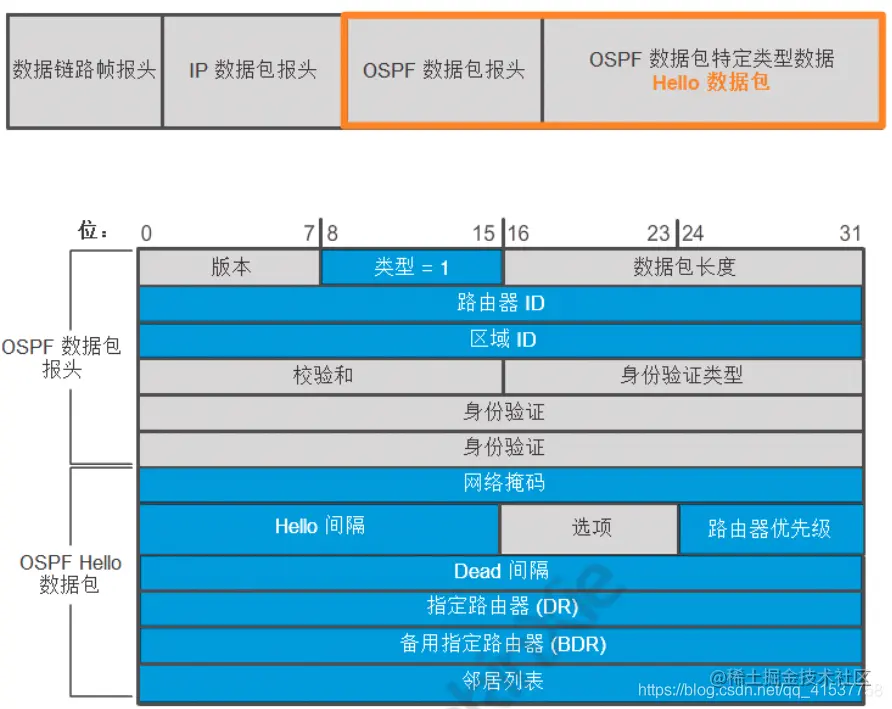 数据链路帧报头 IP 数据包报头 OSPF 数据包报头 OSPF 数据包特定类型数据
Hello 数据包
位: 0 7 8 15 16 23 24 31
版本 类型 = 1 数据包长度
路由器 ID
区域 ID
OSPF 数据包
报头
校验和 身份验证类型
身份验证
身份验证
网络掩码
Hello 间隔 选项 路由器优先级
OSPF Hello
数据包
Dead 间隔
指定路由器 (DR)
备用指定路由器 (BDR)
邻居列表
@稀土掘金技术社区
https://blog.csdn.net/qq_41537758